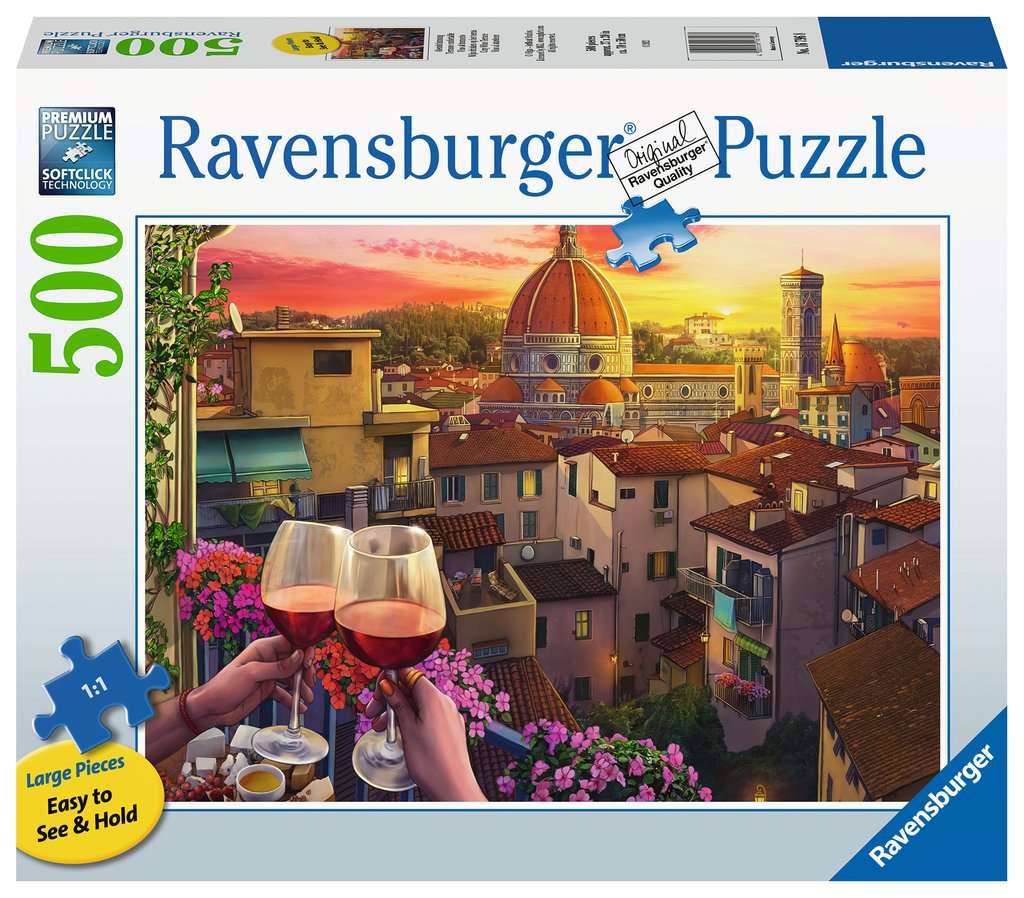 Ravensburger Puzzle
500
Ravensburger
PREMIUM
PUZZLE
SOFTCLICK
TECHNOLOGY
Ravensburger® Puzzle
Original
Ravensburger
Quality
500
1:1
Large Pieces
Easy to
See & Hold
Ravensburger